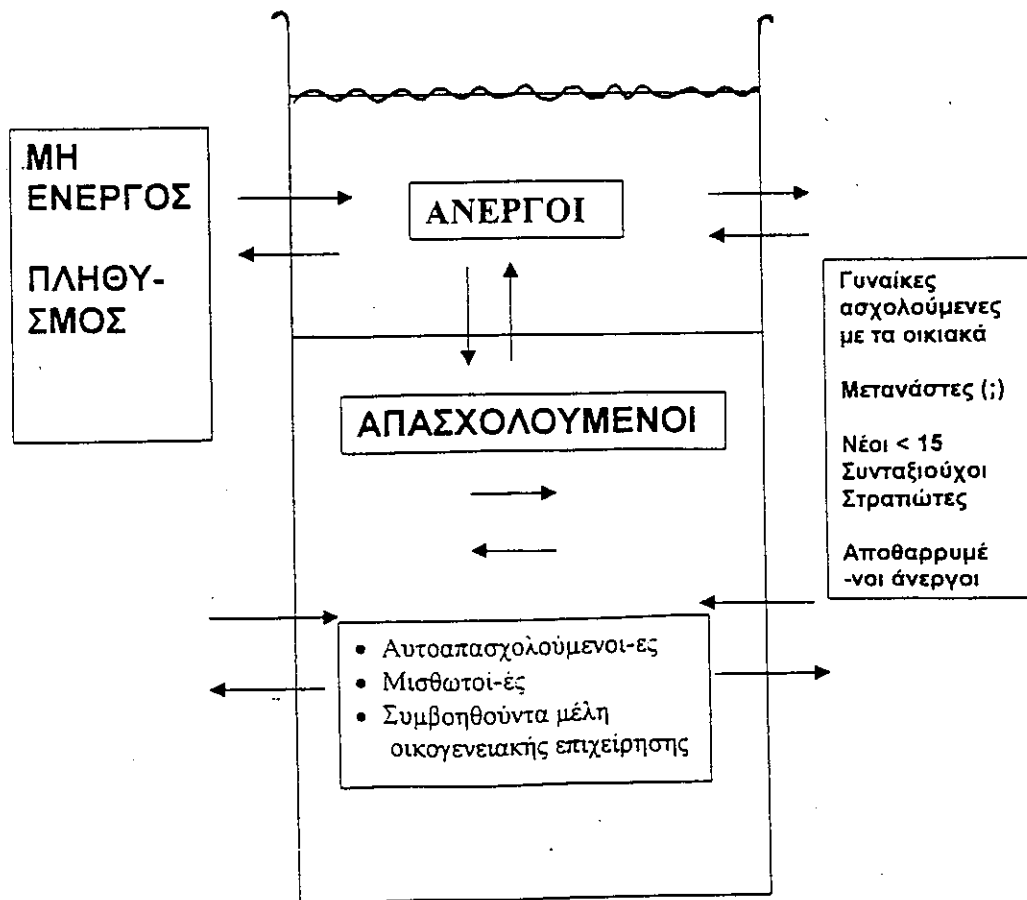 ΜΗ
ΕΝΕΡΓΟΣ
ΠΛΗΘΥ-
ΣΜΟΣ
ΑΝΕΡΓΟΙ
ΑΠΑΣΧΟΛΟΥΜΕΝΟΙ
• Αυτοαπασχολούμενοι-ες
• Μισθωτοί-ές
• Συμβοηθούντα μέλη
οικογενειακής επιχείρησης
Γυναίκες
ασχολούμενες
με τα οικιακά
Μετανάστες (;)
Νέοι < 15
Συνταξιούχοι
Στρατιώτες
Αποθαρρυμέ
-νοι άνεργοι